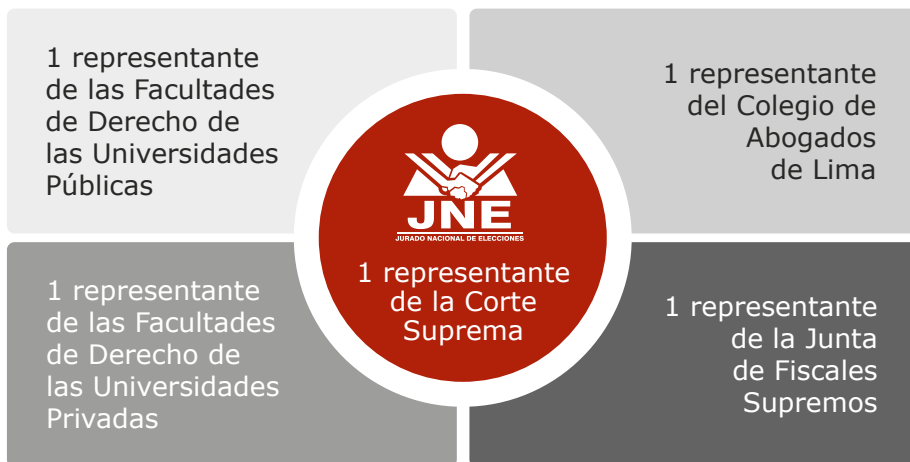 1 representante
de las Facultades
de Derecho de
las Universidades
Públicas
1 representante
del Colegio de
Abogados
de Lima
JNE
JURADO NACIONAL DE ELECCIONES
1 representante
de la Corte
Suprema
1 representante
de las Facultades
de Derecho de
las Universidades
Privadas
1 representante
de la Junta
de Fiscales
Supremos